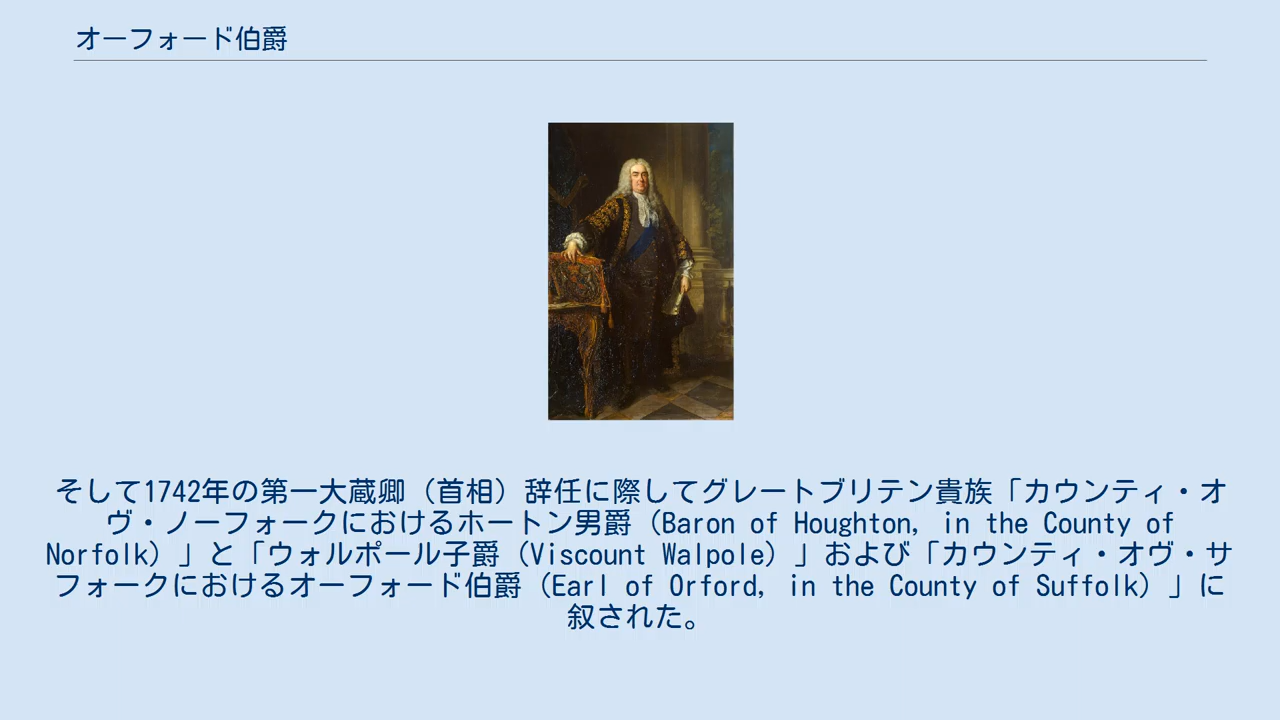 オーフォード伯爵
そして1742年の第一大蔵卿（首相）辞任に際してグレートブリテン貴族「カウンティ・オ
ヴ・ノーフォークにおけるホートン男爵（Baron of Houghton, in the County of
Norfolk）」と「ウォルポール子爵（Viscount Walpole）」および「カウンティ・オヴ・サ
フォークにおけるオーフォード伯爵（Earl of Orford, in the County of Suffolk）」に
叙された。